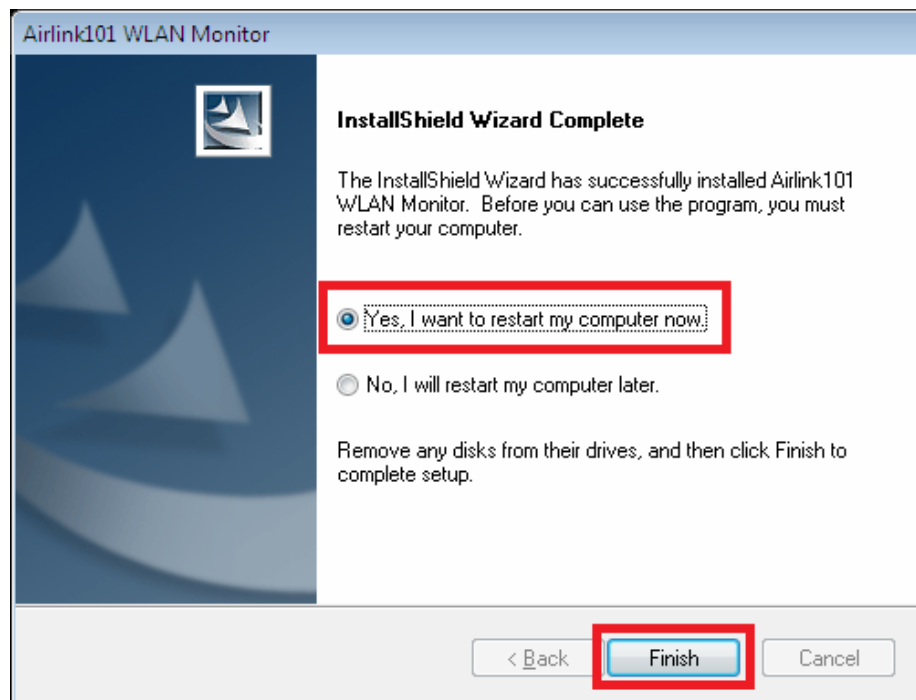 Airlink101 WLAN Monitor
InstallShield Wizard Complete
The InstallShield Wizard has successfully installed Airlink101
WLAN Monitor.  Before you can use the program, you must
restart your computer.
Yes, I want to restart my computer now.
No, I will restart my computer later.
Remove any disks from their drives, and then click Finish to
complete setup.
< Back
Finish
Cancel